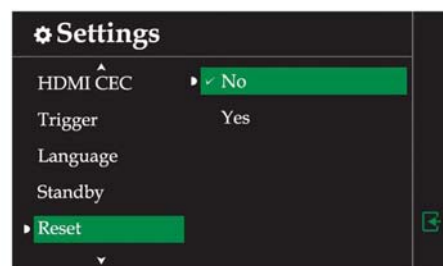 Settings
HDMI CEC
Trigger
Language
Standby
Reset
No
Yes